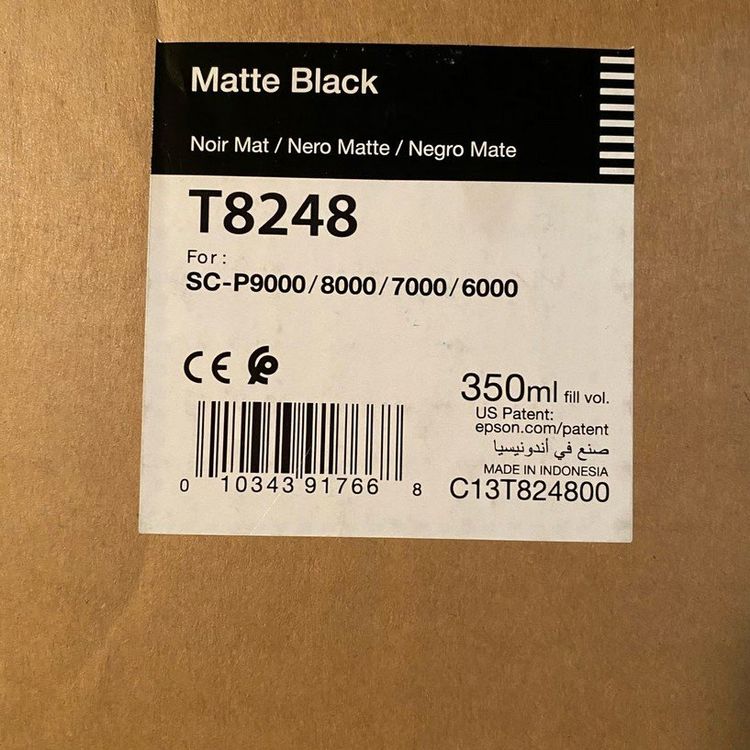 Matte Black
Noir Mat / Nero Matte / Negro Mate
T8248
For :
SC-P9000/8000/7000/6000
CE
350ml fill vol.
US Patent:
epson.com/patent
صنع في أندونيسيا
MADE IN INDONESIA
0 10343 91766 8
C13T824800